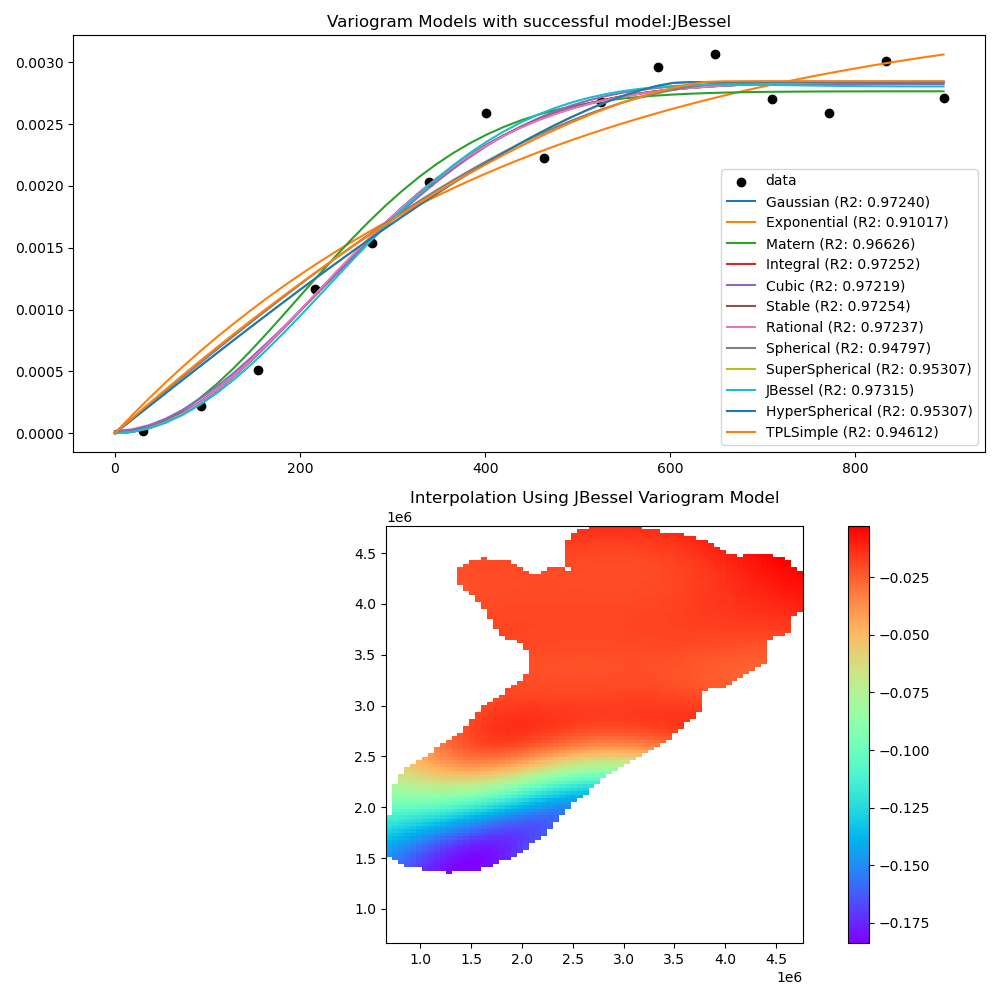 Variogram Models with successful model:JBessel
0.0030
0.0025
0.0020
0.0015
0.0010
0.0005
0.0000
0
200
400
600
800
data
Gaussian (R2: 0.97240)
Exponential (R2: 0.91017)
Matern (R2: 0.96626)
Integral (R2: 0.97252)
Cubic (R2: 0.97219)
Stable (R2: 0.97254)
Rational (R2: 0.97237)
Spherical (R2: 0.94797)
SuperSpherical (R2: 0.95307)
JBessel (R2: 0.97315)
HyperSpherical (R2: 0.95307)
TPLSimple (R2: 0.94612)
Interpolation Using JBessel Variogram Model
1e6
4.5
4.0
3.5
3.0
2.5
2.0
1.5
1.0
1.0
1.5
2.0
2.5
3.0
3.5
4.0
4.5
1e6
−0.025
−0.050
−0.075
−0.100
−0.125
−0.150
−0.175